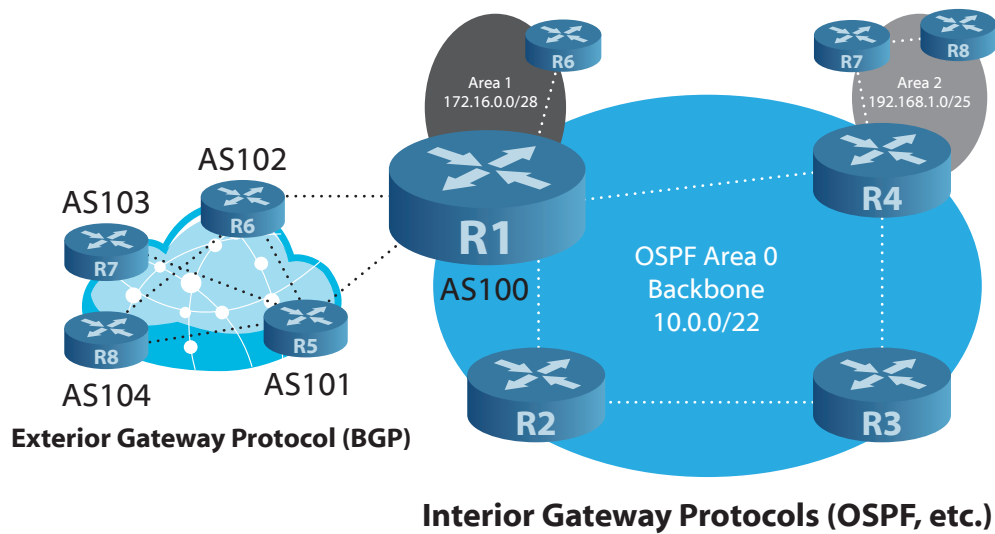 R6
Area 1
172.16.0.0/28
R7
R8
Area 2
192.168.1.0/25
AS102
R6
AS103
R7
R1
AS100
R4
OSPF Area 0
Backbone
10.0.0/22
R8
AS104
R5
AS101
R2
R3
Exterior Gateway Protocol (BGP)
Interior Gateway Protocols (OSPF, etc.)